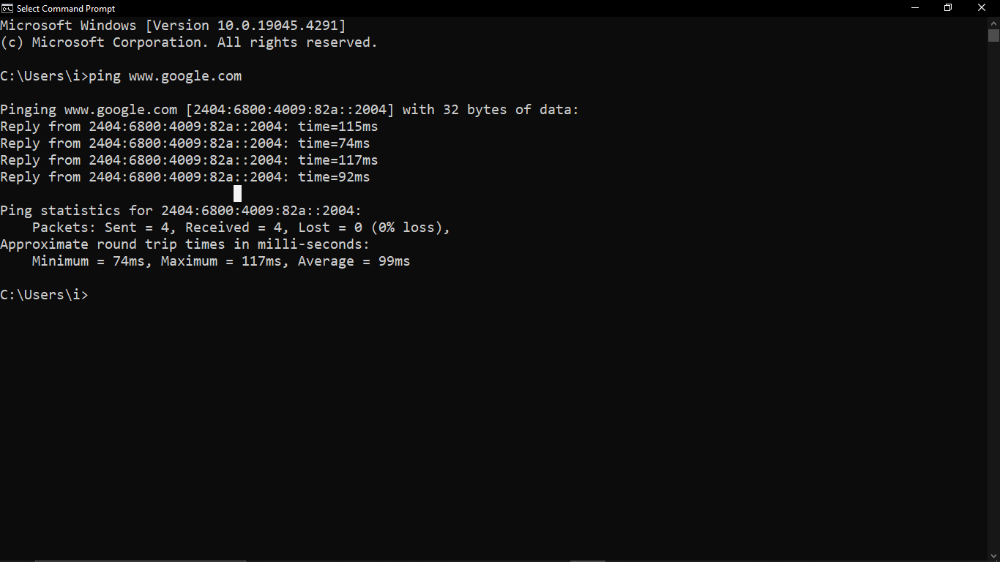 Select Command Prompt
Microsoft Windows [Version 10.0.19045.4291]
(c) Microsoft Corporation. All rights reserved.
C:\Users\i>ping www.google.com
Pinging www.google.com [2404:6800:4009:82a::2004] with 32 bytes of data:
Reply from 2404:6800:4009:82a::2004: time=115ms
Reply from 2404:6800:4009:82a::2004: time=74ms
Reply from 2404:6800:4009:82a::2004: time=117ms
Reply from 2404:6800:4009:82a::2004: time=92ms
Ping statistics for 2404:6800:4009:82a::2004:
    Packets: Sent = 4, Received = 4, Lost = 0 (0% loss),
Approximate round trip times in milli-seconds:
    Minimum = 74ms, Maximum = 117ms, Average = 99ms
C:\Users\i>